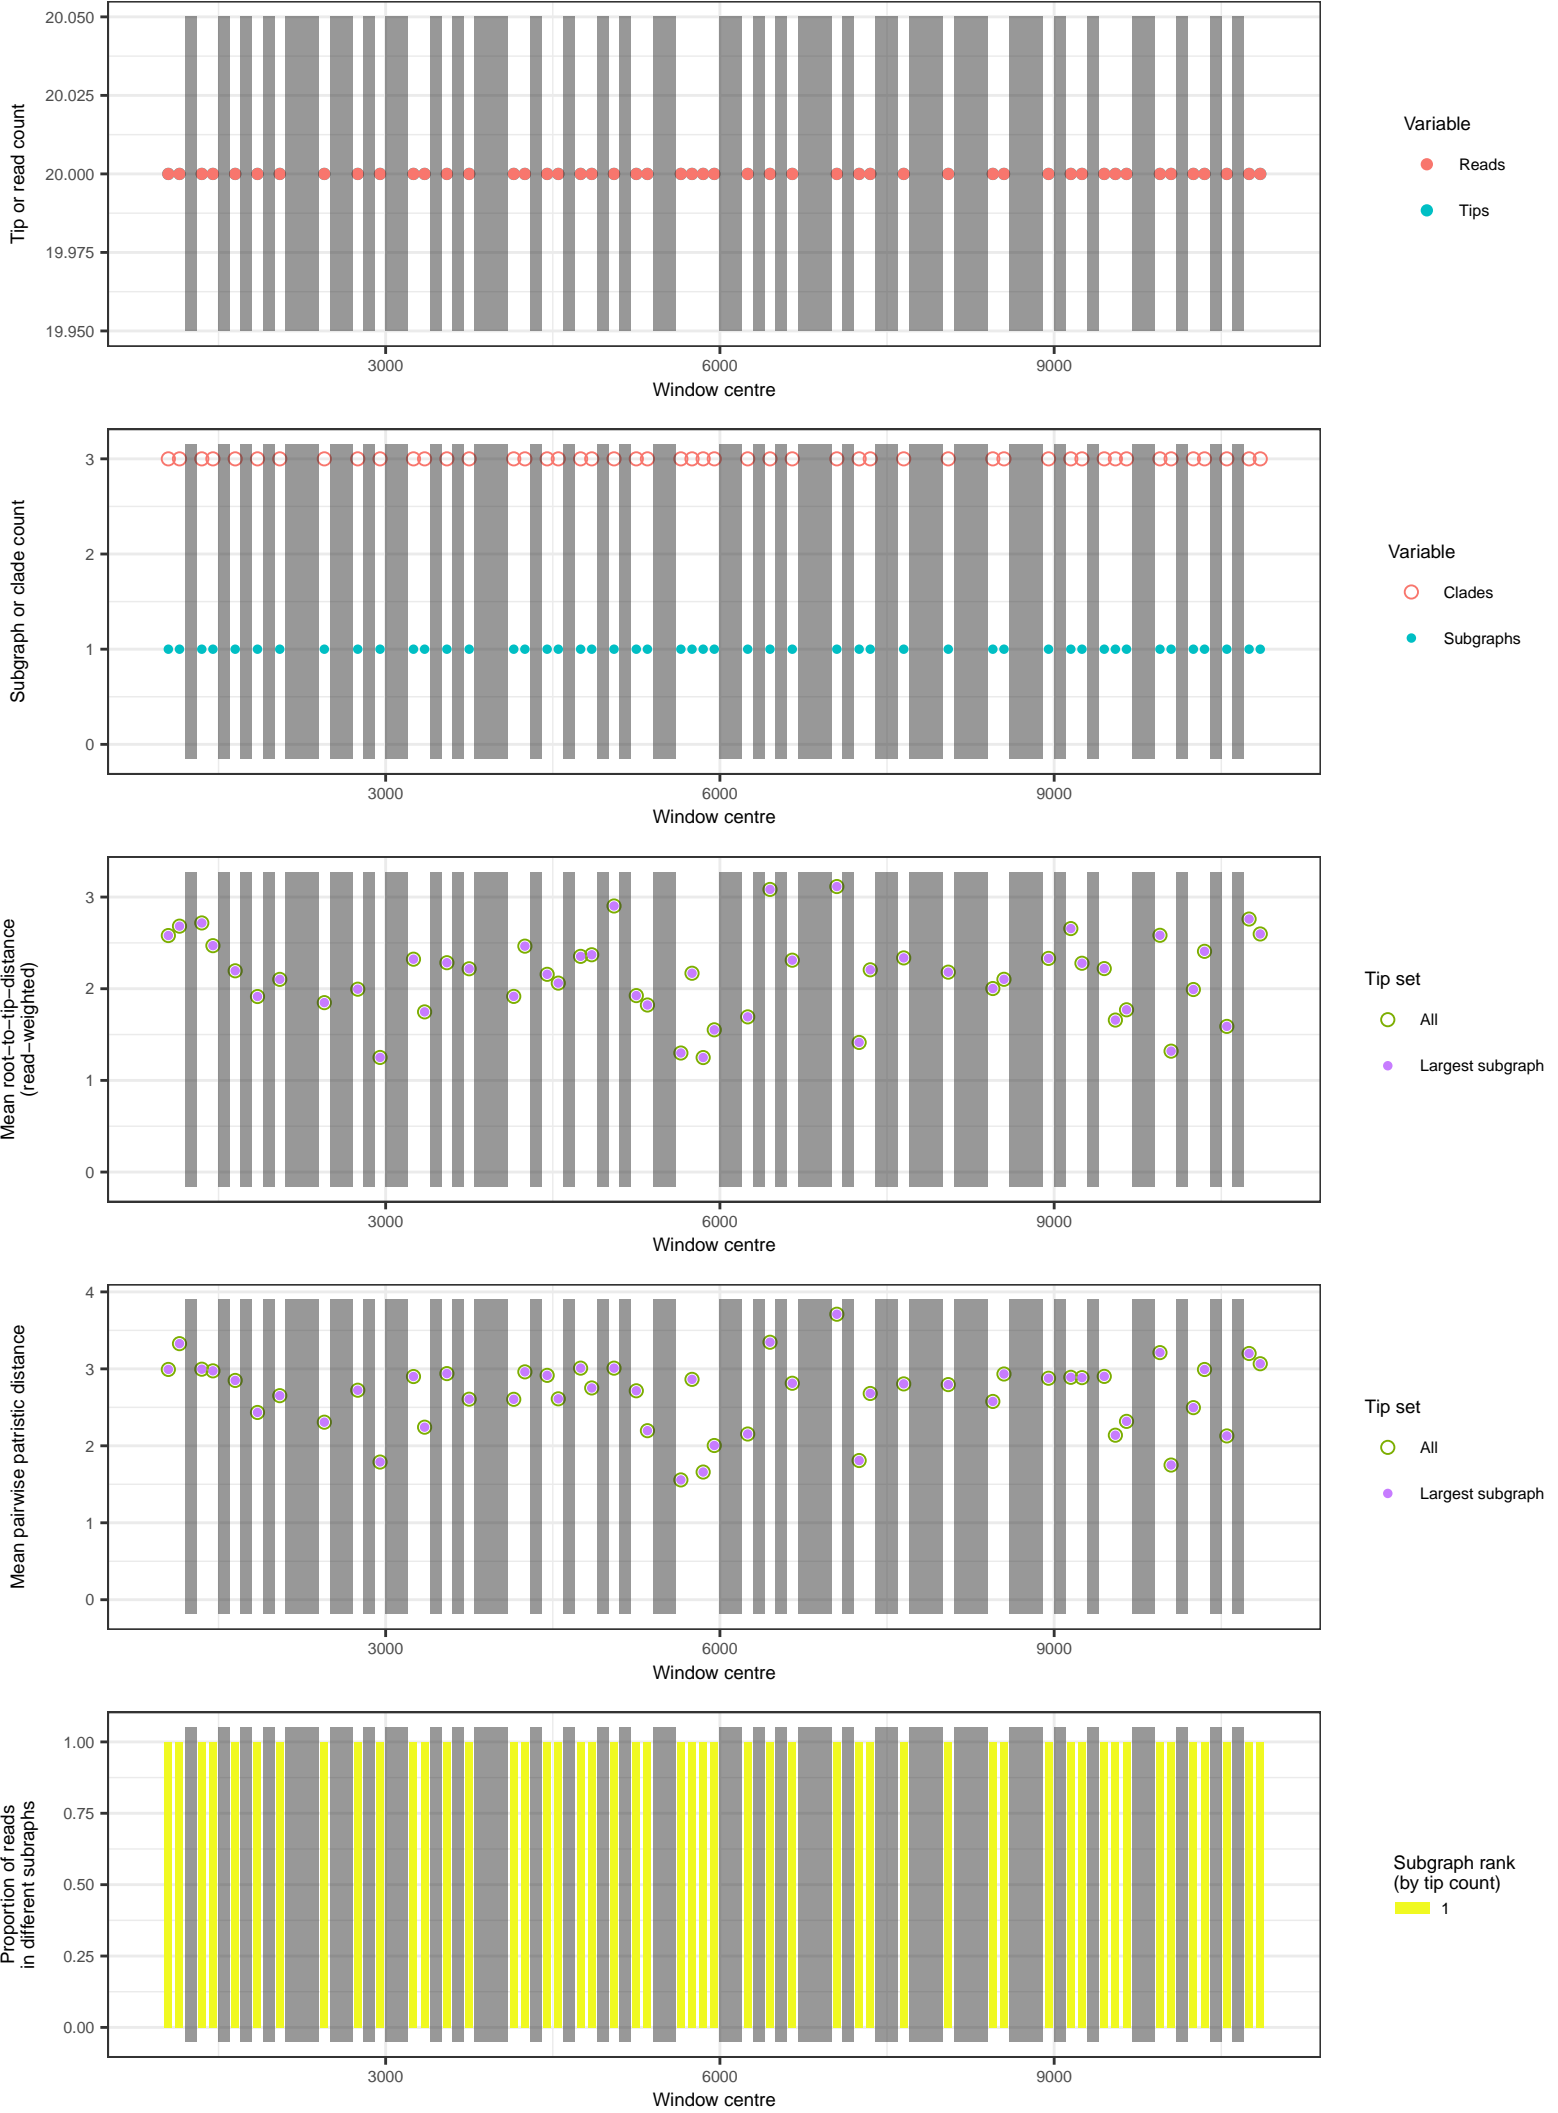 20.050
20.025
20.000
19.975
19.950
Tip or read count
3000
6000
9000
Window centre
Variable
Reads
Tips
3
2
1
0
Subgraph or clade count
3000
6000
9000
Window centre
Variable
Clades
Subgraphs
3
2
1
0
Mean root−to−tip−distance
(read−weighted)
3000
6000
9000
Window centre
Tip set
All
Largest subgraph
4
3
2
1
0
Mean pairwise patristic distance
3000
6000
9000
Window centre
Tip set
All
Largest subgraph
1.00
0.75
0.50
0.25
0.00
Proportion of reads
in different subraphs
3000
6000
9000
Window centre
Subgraph rank
(by tip count)
1